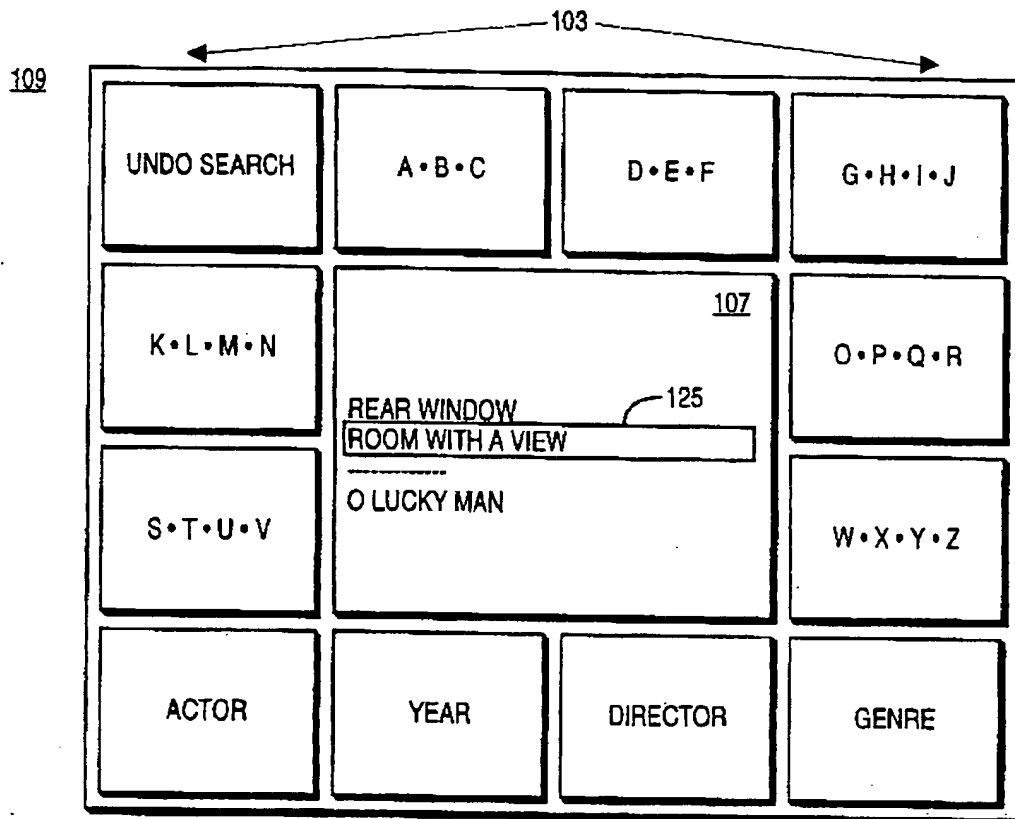 103
109
UNDO SEARCH
A•B•C
D•E•F
G•H•I•J
K•L•M•N
107
O•P•Q•R
REAR WINDOW
125
ROOM WITH A VIEW
----------
O LUCKY MAN
S•T•U•V
W•X•Y•Z
ACTOR
YEAR
DIRECTOR
GENRE